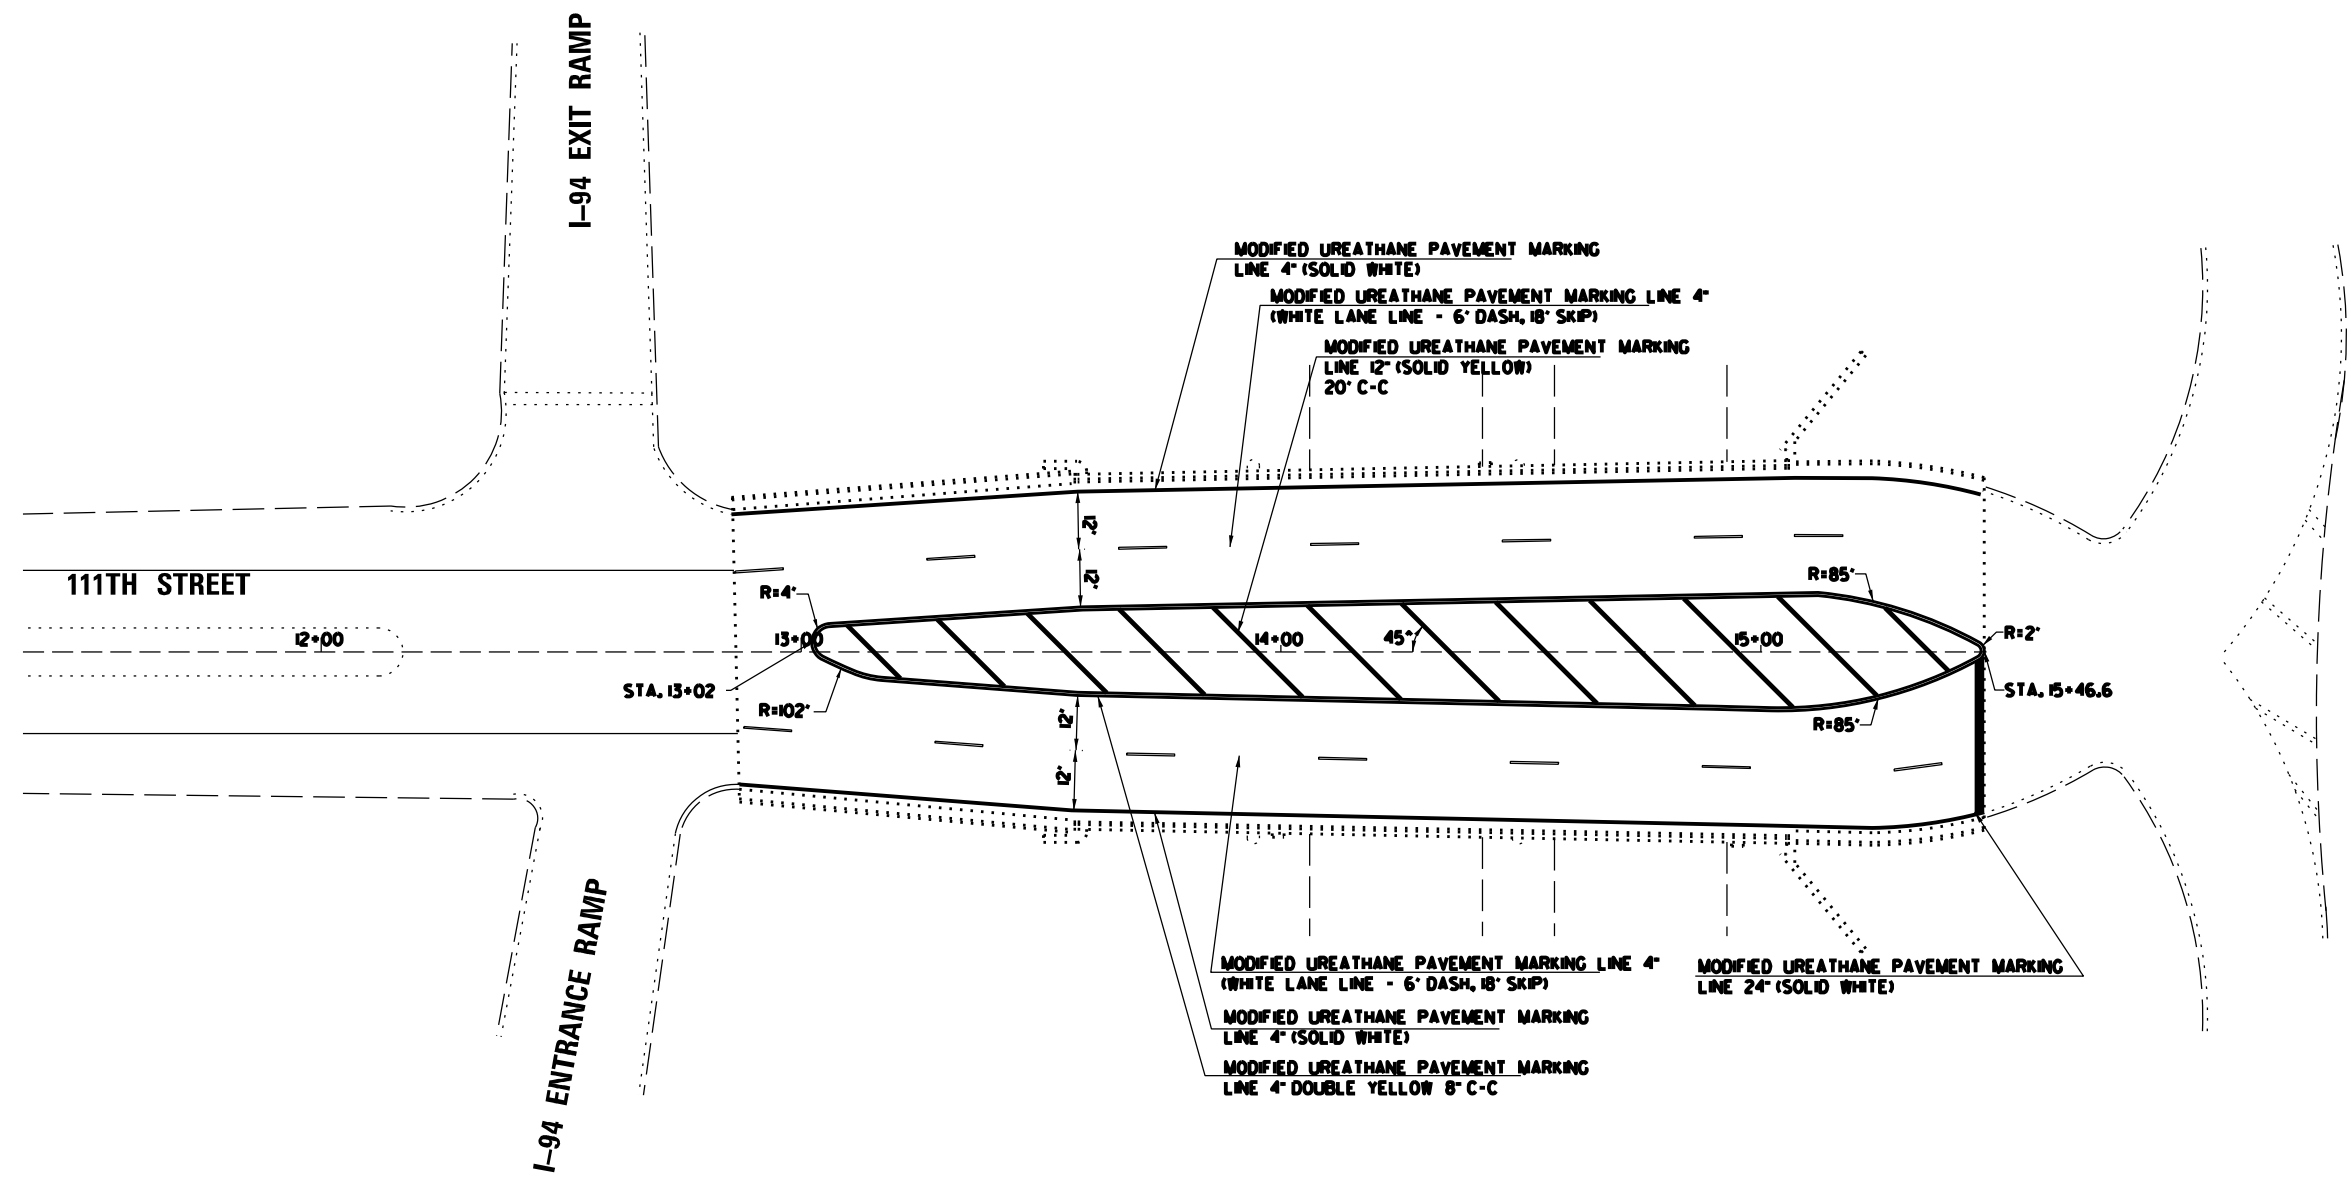 I-94 EXIT RAMP
MODIFIED UREATHANE PAVEMENT MARKING
LINE 4" (SOLID WHITE)
MODIFIED UREATHANE PAVEMENT MARKING LINE 4"
(WHITE LANE LINE - 6' DASH, 18' SKIP)
MODIFIED UREATHANE PAVEMENT MARKING
LINE 12" (SOLID YELLOW)
20' C-C
12'
12'
111TH STREET
R=4'
R=85'
12+00
13+00
14+00
45°
15+00
R=2'
STA. 13+02
STA. 15+46.6
R=102'
12'
R=85'
12'
I-94 ENTRANCE RAMP
MODIFIED UREATHANE PAVEMENT MARKING LINE 4"
(WHITE LANE LINE - 6' DASH, 18' SKIP)
MODIFIED UREATHANE PAVEMENT MARKING
LINE 24" (SOLID WHITE)
MODIFIED UREATHANE PAVEMENT MARKING
LINE 4" (SOLID WHITE)
MODIFIED UREATHANE PAVEMENT MARKING
LINE 4" DOUBLE YELLOW 8" C-C